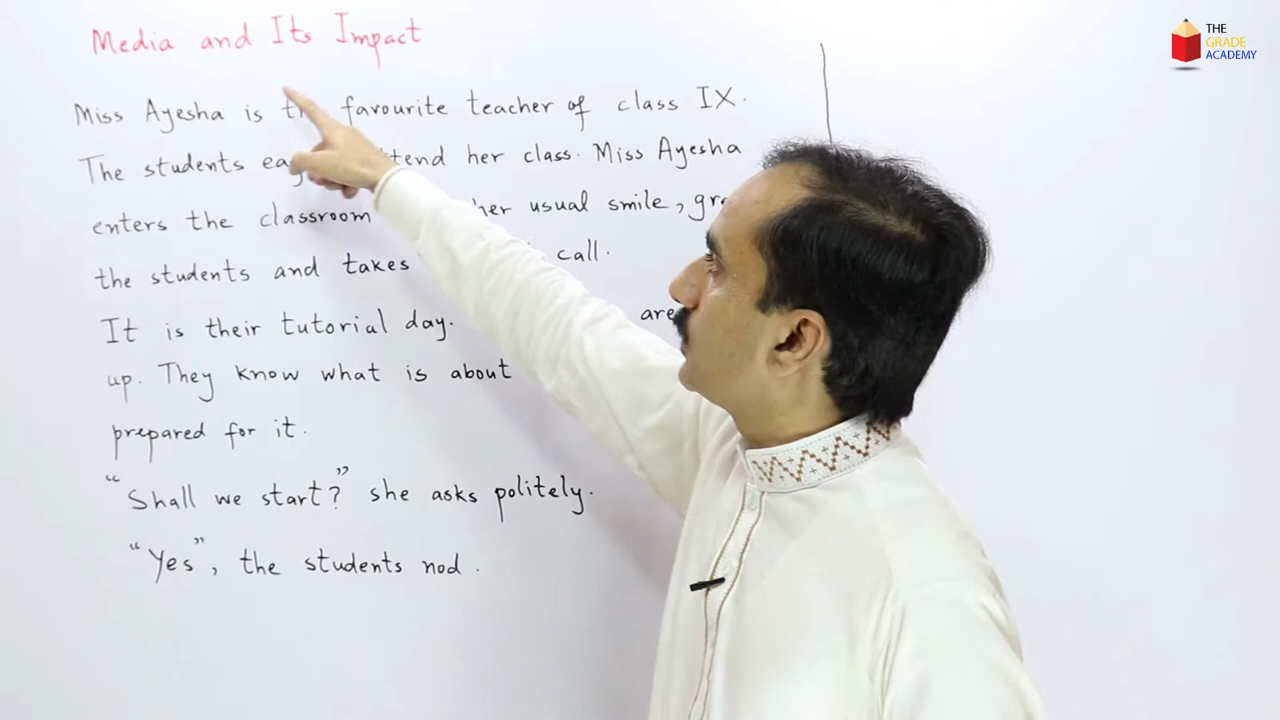 Media and Its Impact
Miss Ayesha is favourite teacher of class IX.
The students her class. Miss Ayesha
enters the classroom her usual smile,
the students and takes call.
It is their tutorial day. are
up. They know what is about
prepared for it.
"Shall we start?" she asks politely.
"Yes", the students nod.
THE
GRADE
ACADEMY